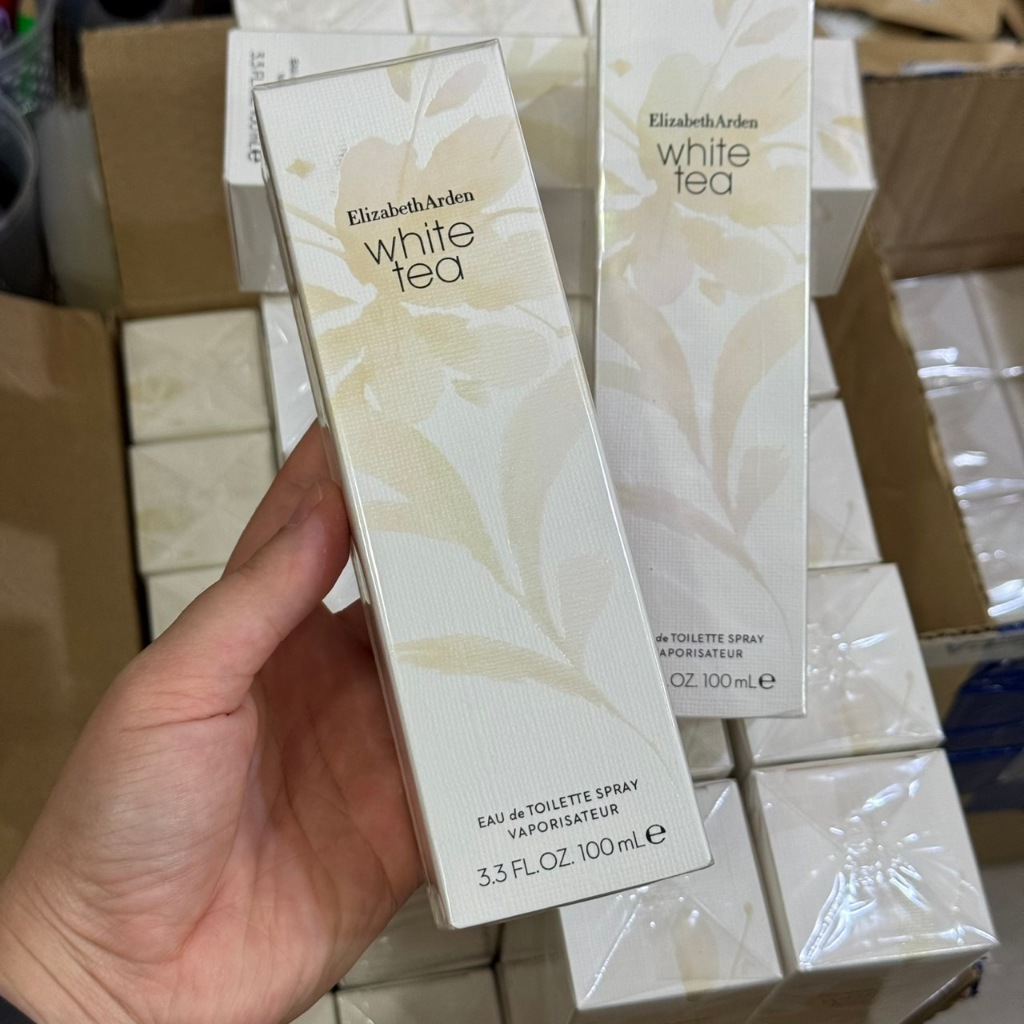 ElizabethArden
white
tea
EAU de TOILETTE SPRAY
VAPORISATEUR
3.3 FL.OZ. 100 mL e
ElizabethArden
white
tea
de TOILETTE SPRAY
APORISATEUR
OZ. 100 mL e